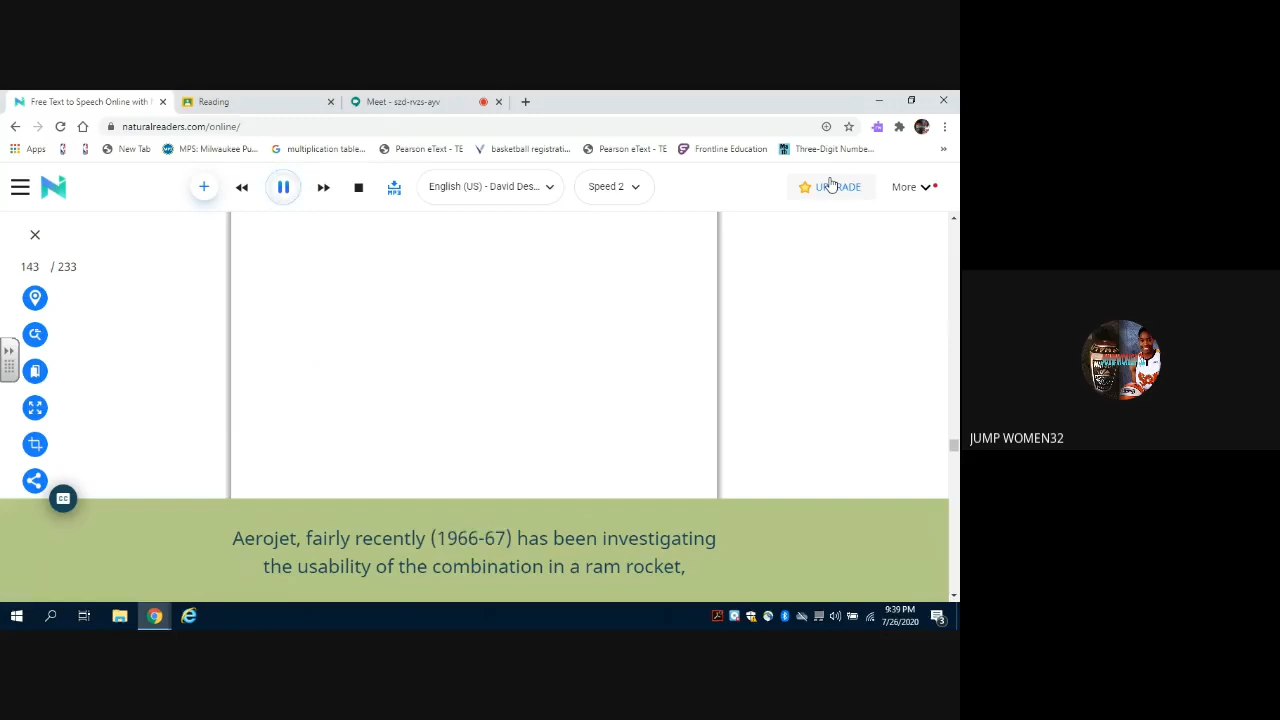 Free Text to Speech Online with
Reading
Meet - szd-rvzs-ayv
naturalreaders.com/online/
Apps
New Tab
MPS: Milwaukee Pu...
multiplication table...
Pearson eText - TE
basketball registrati...
Pearson eText - TE
Frontline Education
Three-Digit Numbe...
MP3
English (US) - David Des...
Speed 2
UPGRADE
More
143 / 233
CC
Aerojet, fairly recently (1966-67) has been investigating
the usability of the combination in a ram rocket,
JUMP WOMEN32
9:39 PM
7/26/2020
3